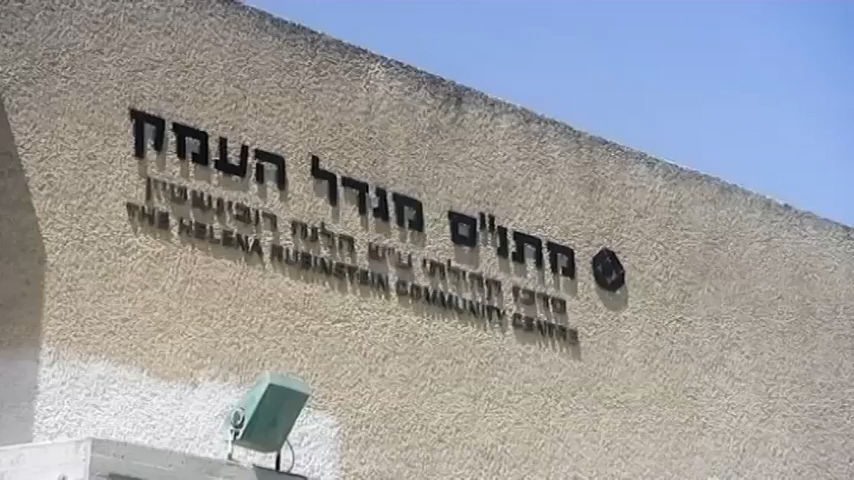 מתנ"ס מגדל העמק
מרכז קהילתי ע"ש הלנה רובינשטיין
THE HELENA RUBINSTEIN COMMUNITY CENTRE